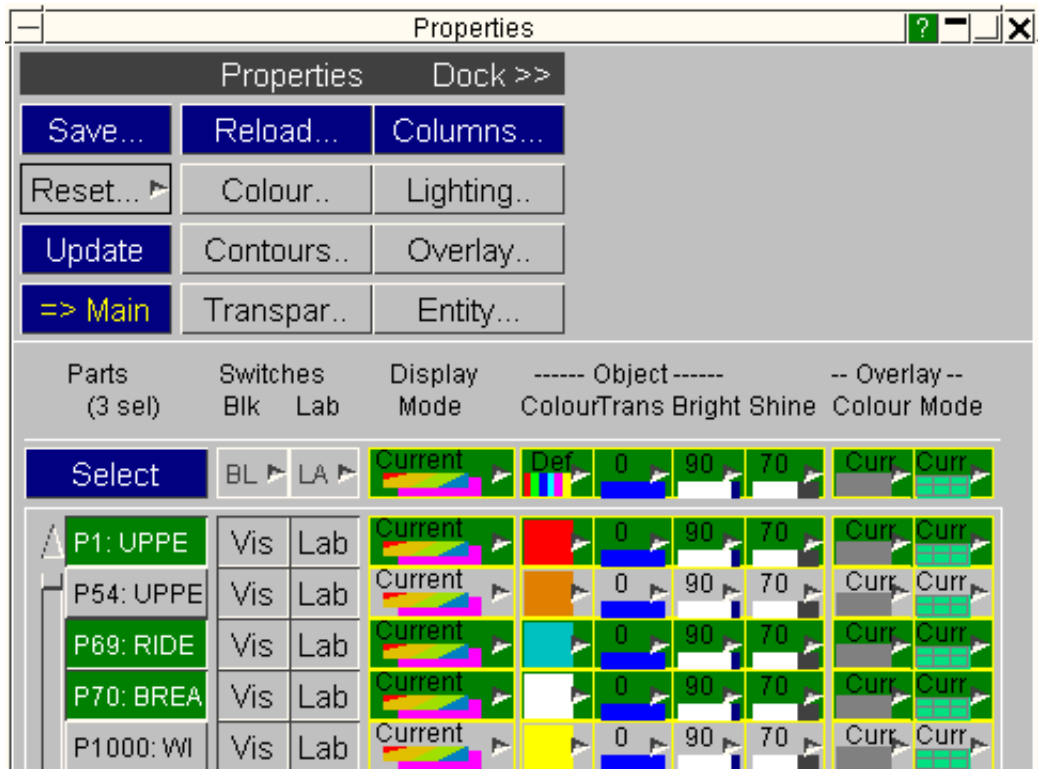 Properties ?
Properties Dock >>
Save... Reload... Columns...
Reset... Colour.. Lighting..
Update Contours.. Overlay..
=> Main Transpar.. Entity...
Parts Switches Display ------ Object ------ -- Overlay --
(3 sel) Blk Lab Mode Colour Trans Bright Shine Colour Mode
Select BL LA Current Def 0 90 70 Curr Curr
P1: UPPE Vis Lab Current 0 90 70 Curr Curr
P54: UPPE Vis Lab Current 0 90 70 Curr Curr
P69: RIDE Vis Lab Current 0 90 70 Curr Curr
P70: BREA Vis Lab Current 0 90 70 Curr Curr
P1000: WI Vis Lab Current 0 90 70 Curr Curr